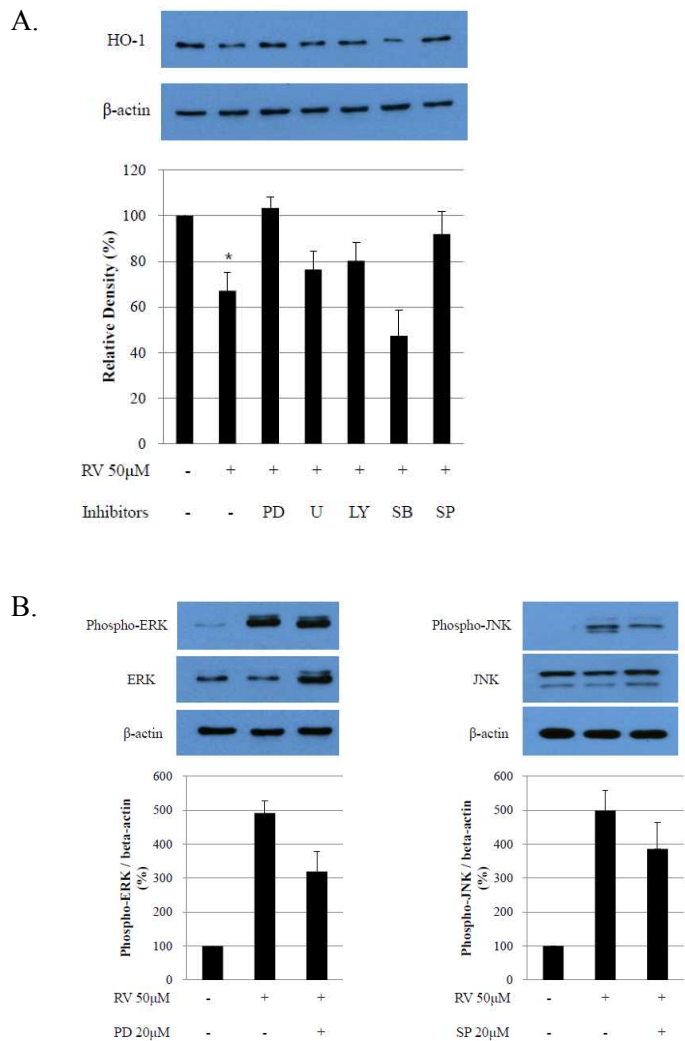 A.
HO-1
β-actin
120
100
80
60
40
20
0
Relative Density (%)
*
RV 50μM - + + + + + +
Inhibitors - - PD U LY SB SP
B.
Phospho-ERK
ERK
β-actin
600
500
400
300
200
100
0
Phospho-ERK / beta-actin
(%)
RV 50μM - + +
PD 20μM - - +
Phospho-JNK
JNK
β-actin
600
500
400
300
200
100
0
Phospho-JNK / beta-actin
(%)
RV 50μM - + +
SP 20μM - - +